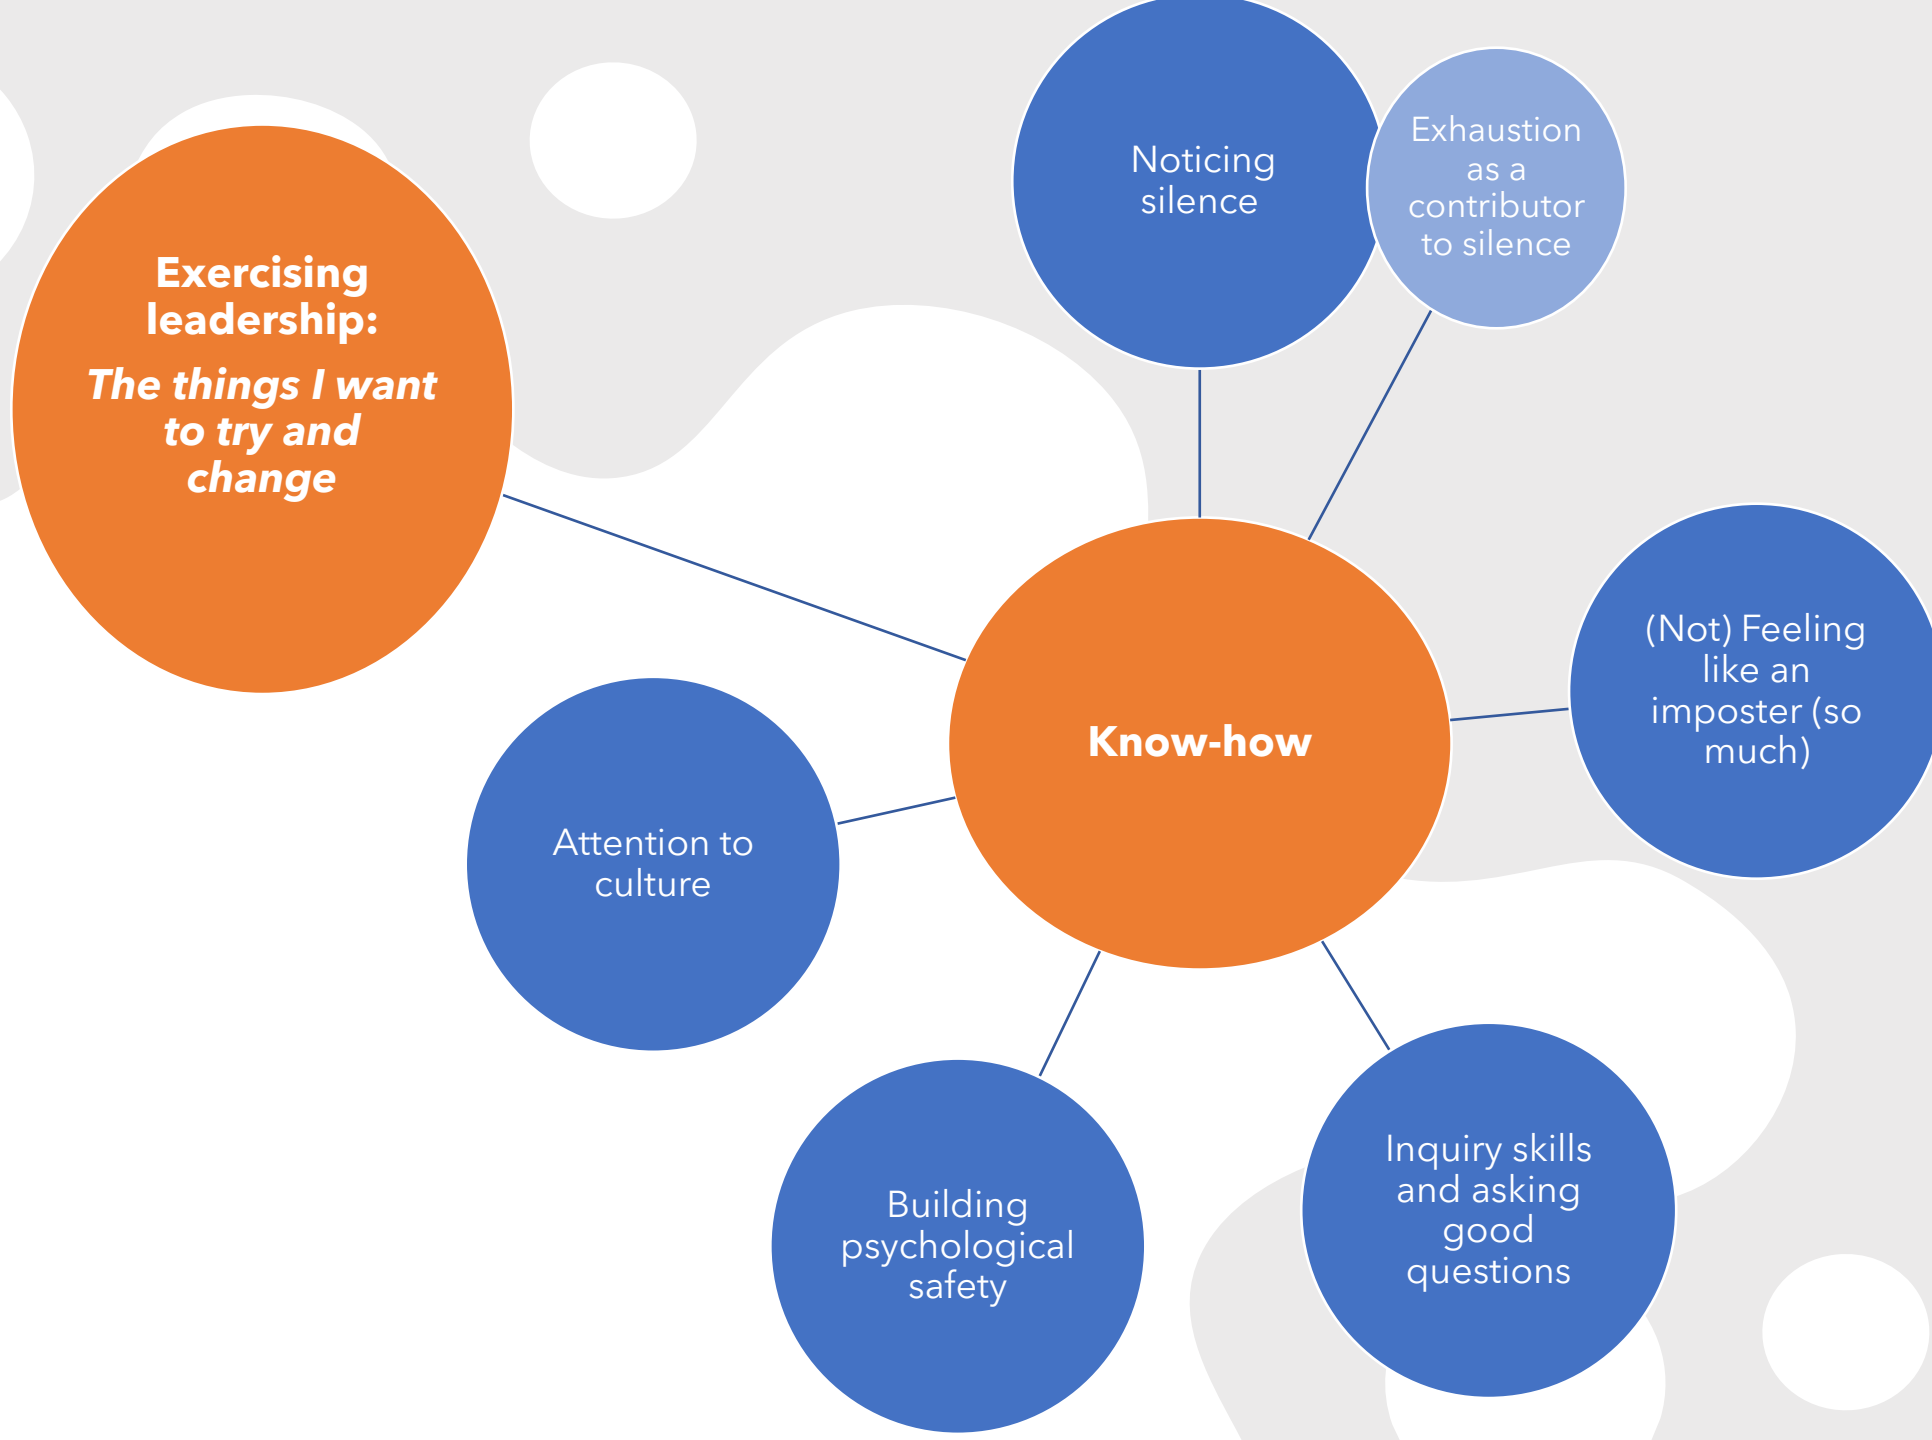 Exercising
leadership:
The things I want
to try and
change
Noticing
silence
Exhaustion
as a
contributor
to silence
(Not) Feeling
like an
imposter (so
much)
Know-how
Attention to
culture
Building
psychological
safety
Inquiry skills
and asking
good
questions